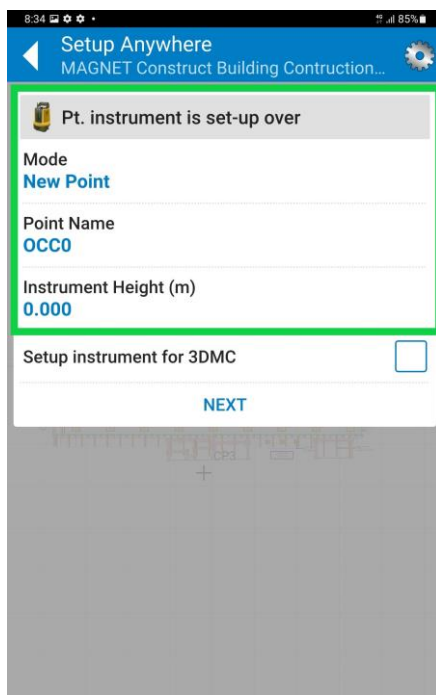 8:34
85%
Setup Anywhere
MAGNET Construct Building Contruction...
Pt. instrument is set-up over
Mode
New Point
Point Name
OCC0
Instrument Height (m)
0.000
Setup instrument for 3DMC
NEXT
CP3